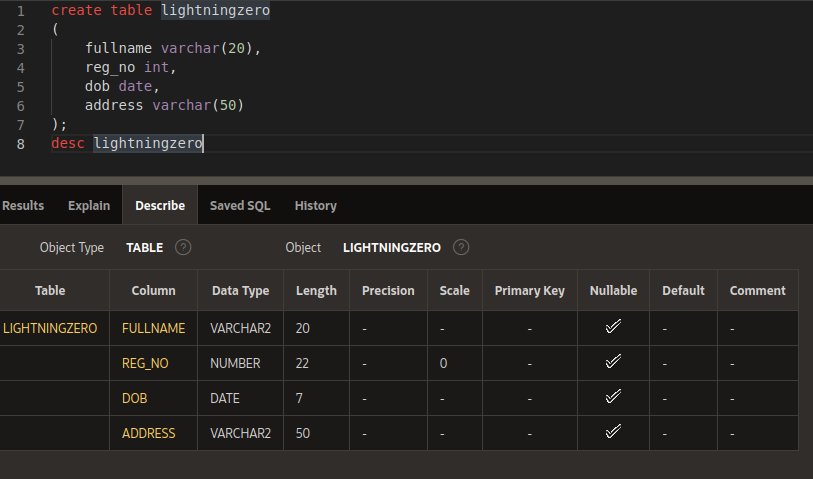 1 create table lightningzero
2 (
3 fullname varchar(20),
4 reg_no int,
5 dob date,
6 address varchar(50)
7 );
8 desc lightningzero
Results Explain Describe Saved SQL History
Object Type TABLE ? Object LIGHTNINGZERO ?
Table Column Data Type Length Precision Scale Primary Key Nullable Default Comment
LIGHTNINGZERO FULLNAME VARCHAR2 20 - - - ✓ - -
REG_NO NUMBER 22 - 0 - ✓ - -
DOB DATE 7 - - - ✓ - -
ADDRESS VARCHAR2 50 - - - ✓ - -